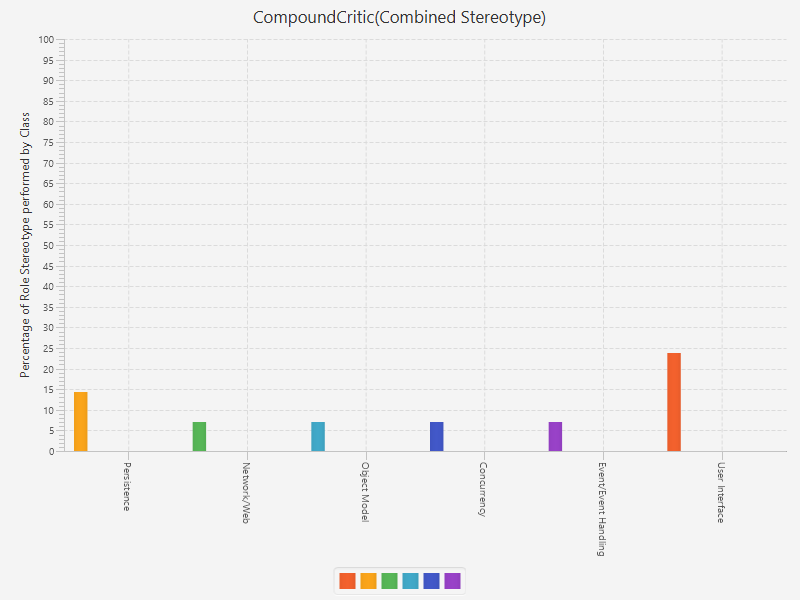 CompoundCritic(Combined Stereotype)
Percentage of Role Stereotype performed by Class
100
95
90
85
80
75
70
65
60
55
50
45
40
35
30
25
20
15
10
5
0
Persistence
Network/Web
Object Model
Concurrency
Event/Event Handling
User Interface